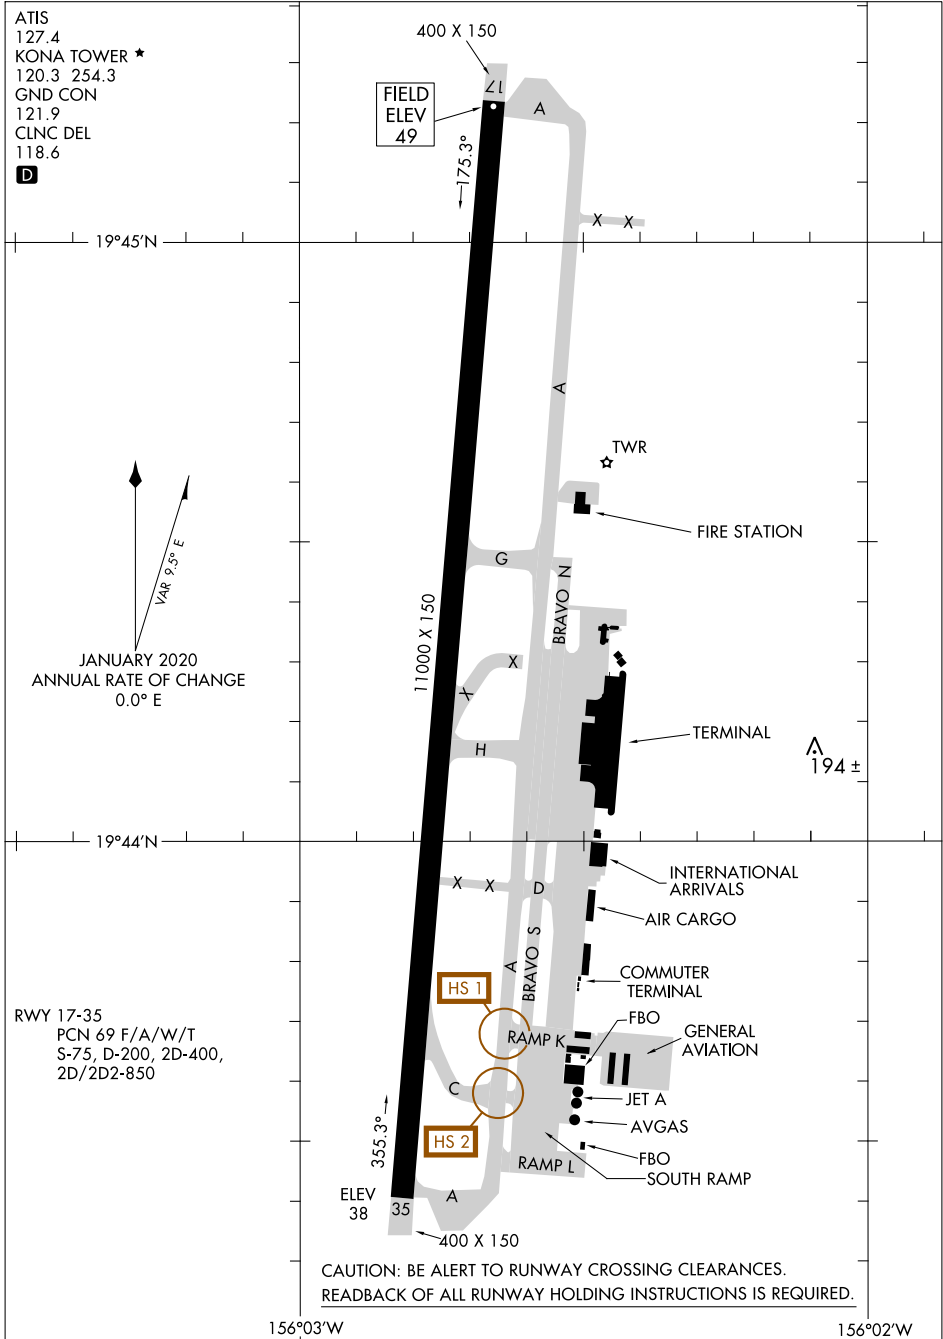 ATIS
127.4
KONA TOWER ★
120.3 254.3
GND CON
121.9
CLNC DEL
118.6
D
400 X 150
17
FIELD
ELEV
49
A
175.3°
X X
19°45'N
A
TWR
FIRE STATION
VAR 9.5° E
G
BRAVO N
11000 X 150
JANUARY 2020
ANNUAL RATE OF CHANGE
0.0° E
X
X
H
TERMINAL
194 ±
19°44'N
INTERNATIONAL
ARRIVALS
X X
D
AIR CARGO
A
BRAVO S
HS 1
COMMUTER
TERMINAL
RWY 17-35
PCN 69 F/A/W/T
S-75, D-200, 2D-400,
2D/2D2-850
FBO
RAMP K
GENERAL
AVIATION
C
JET A
AVGAS
355.3°
HS 2
FBO
RAMP L
SOUTH RAMP
ELEV
38
35
A
400 X 150
CAUTION: BE ALERT TO RUNWAY CROSSING CLEARANCES.
READBACK OF ALL RUNWAY HOLDING INSTRUCTIONS IS REQUIRED.
156°03'W
156°02'W